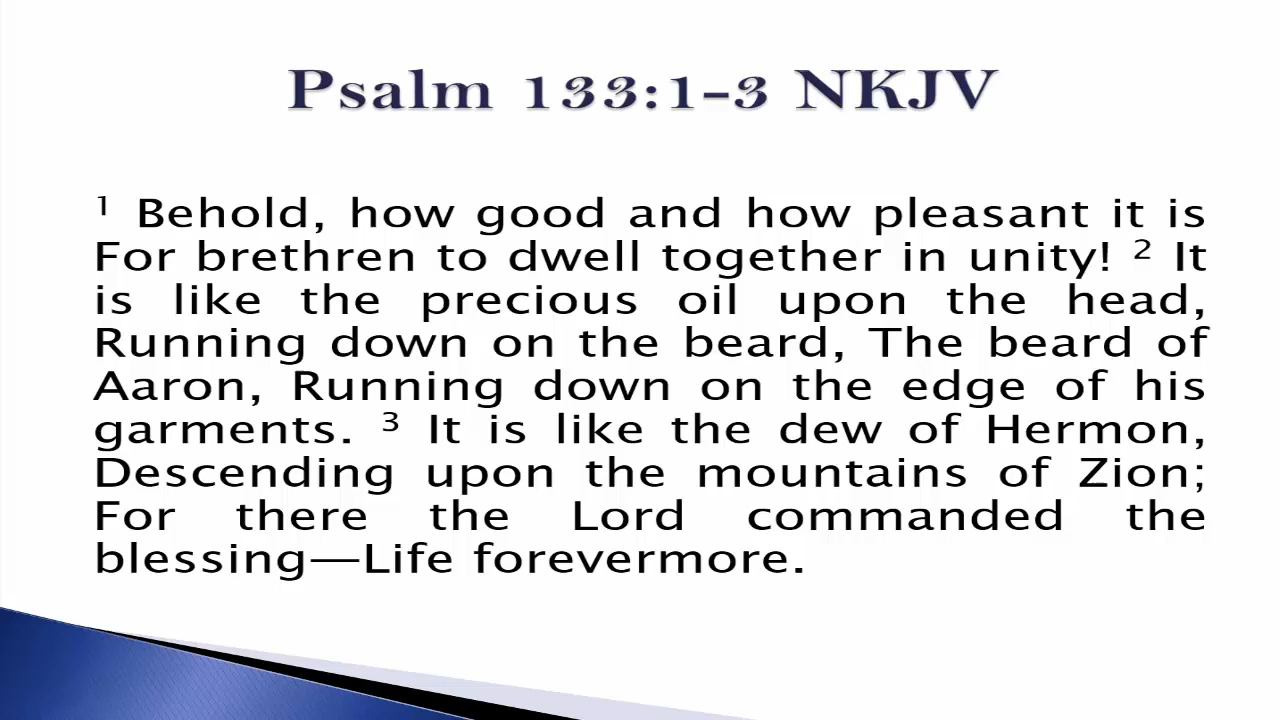 Psalm 133:1-3 NKJV
¹ Behold, how good and how pleasant it is
For brethren to dwell together in unity! ² It
is like the precious oil upon the head,
Running down on the beard, The beard of
Aaron, Running down on the edge of his
garments. ³ It is like the dew of Hermon,
Descending upon the mountains of Zion;
For there the Lord commanded the
blessing—Life forevermore.